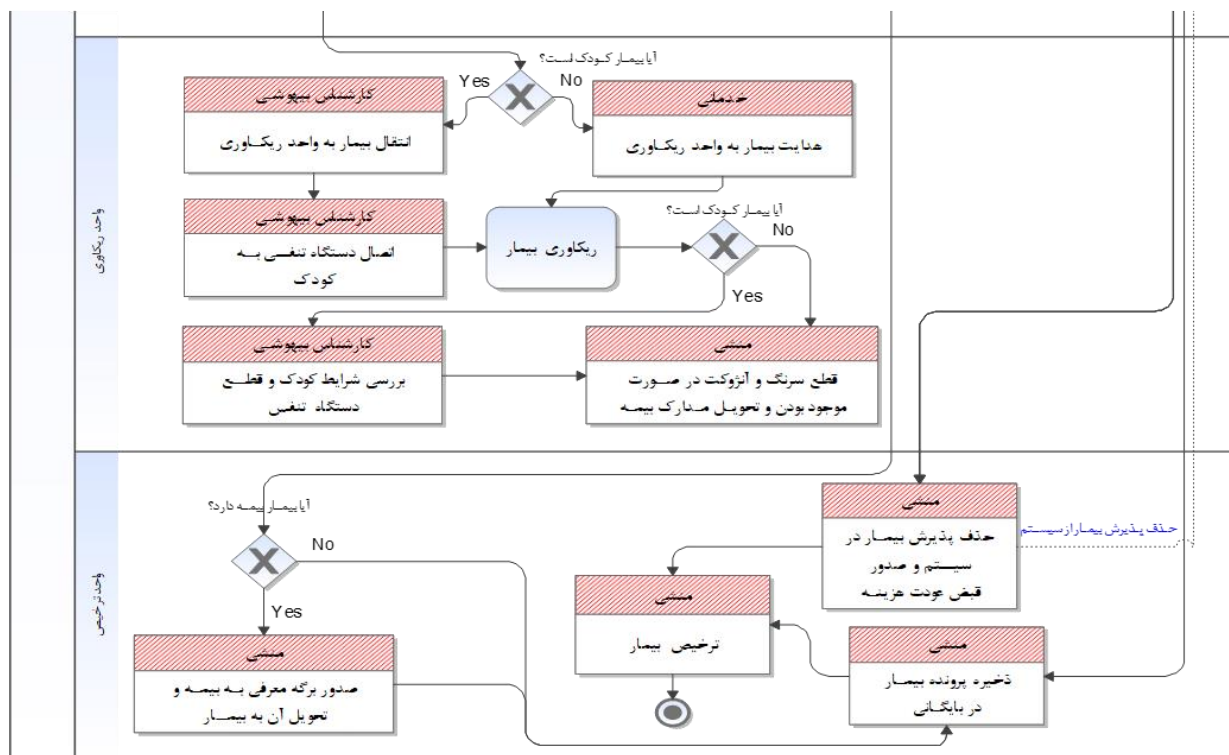 واحد ریکاوری
آیا بیمار کودک است؟
Yes
No
کارشناس بیهوشی
انتقال بیمار به واحد ریکاوری
خدماتی
هدایت بیمار به واحد ریکاوری
کارشناس بیهوشی
اتصال دستگاه تنفسی به
کودک
ریکاوری بیمار
آیا بیمار کودک است؟
No
Yes
کارشناس بیهوشی
بررسی شرایط کودک و قطع
دستگاه تنفس
منشی
قطع سرنگ و آنژوکت در صورت
موجود بودن و تحویل مدارک بیمه
واحد ترخیص
آیا بیمار بیمه دارد؟
No
Yes
منشی
صدور برگه معرفی به بیمه و
تحویل آن به بیمار
منشی
حذف پذیرش بیمار در
سیستم و صدور
قبض عودت هزینه
حذف پذیرش بیمار از سیستم
منشی
ترخیص بیمار
منشی
ذخیره پرونده بیمار
در بایگانی